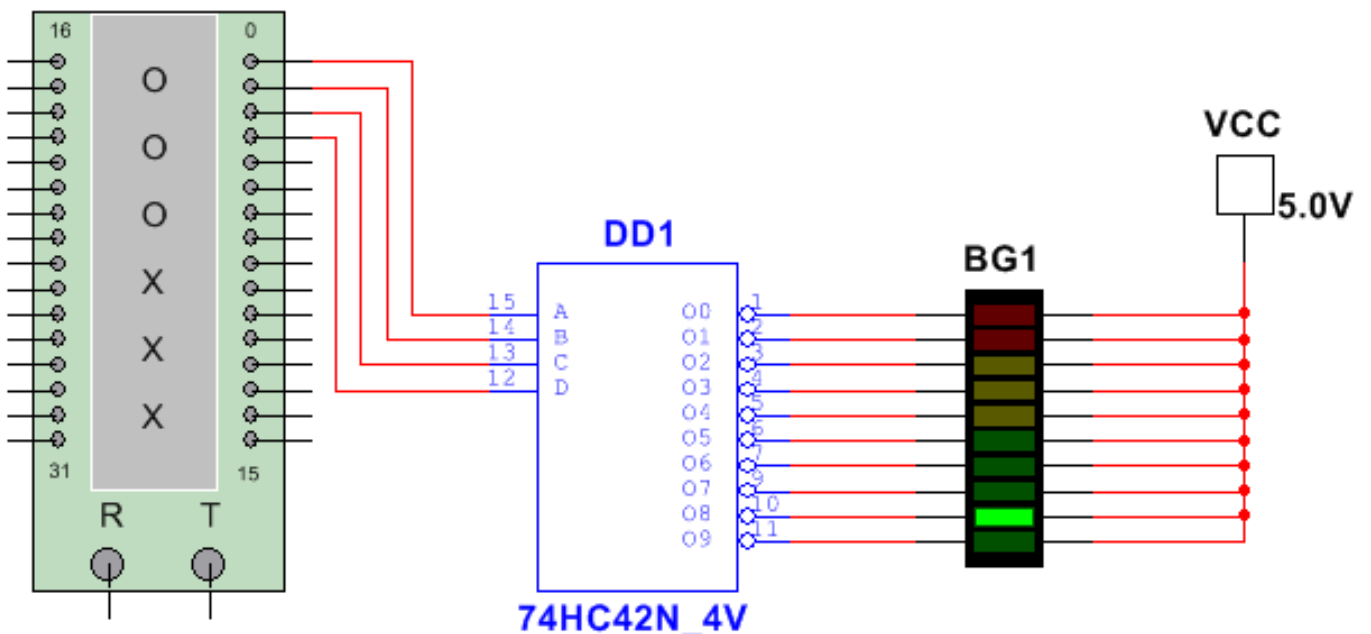 16 0
O
O
O
X
X
X
31 15
R T
DD1
15 A
14 B
13 C
12 D
O0 1
O1 2
O2 3
O3 4
O4 5
O5 6
O6 7
O7 9
O8 10
O9 11
74HC42N_4V
BG1
VCC
5.0V